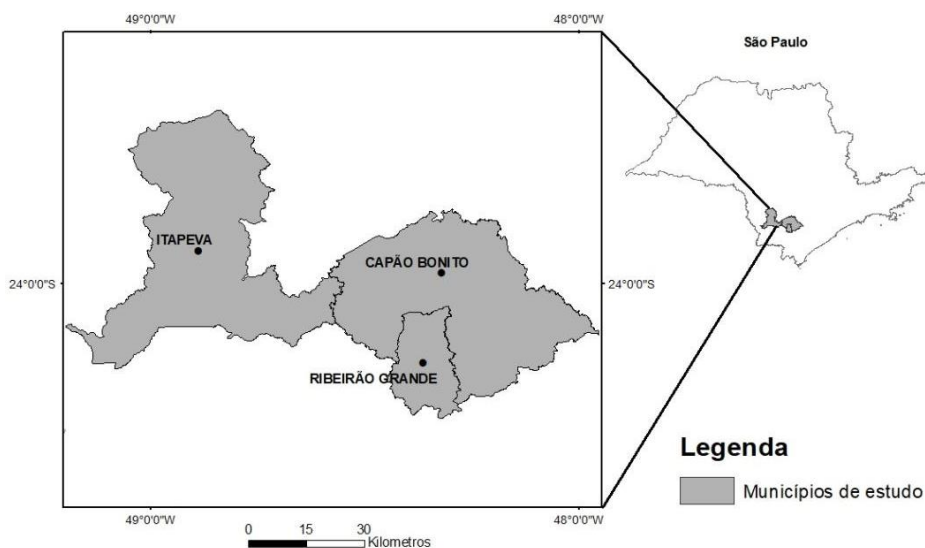 49°0'0"W
48°0'0"W
São Paulo
ITAPEVA
CAPÃO BONITO
24°0'0"S
24°0'0"S
RIBEIRÃO GRANDE
Legenda
Municípios de estudo
49°0'0"W
48°0'0"W
0 15 30
Kilometros